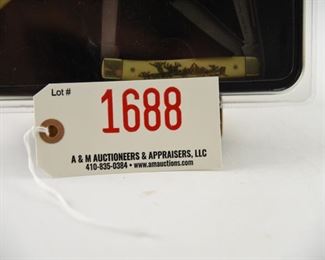 Lot #
1688
A & M AUCTIONEERS & APPRAISERS, LLC
410-835-0384 • www.amauctions.com